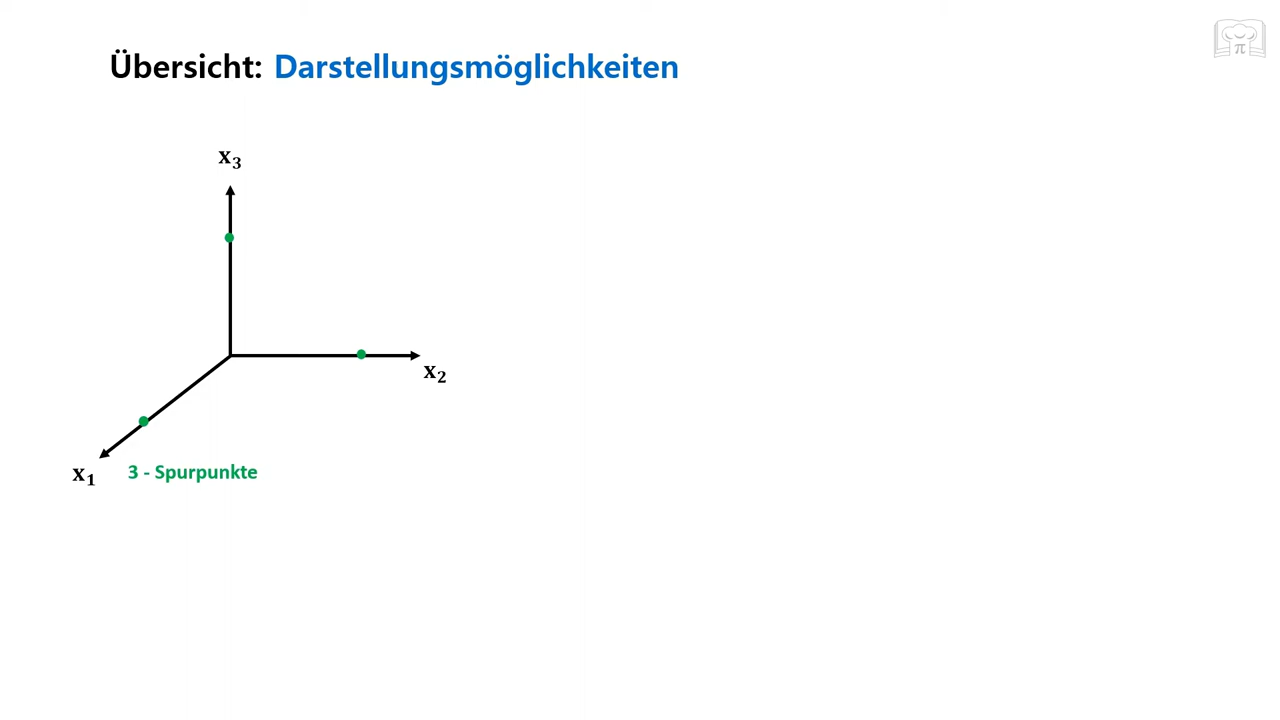 Übersicht: Darstellungsmöglichkeiten
x₃
x₂
x₁ 3 - Spurpunkte
π